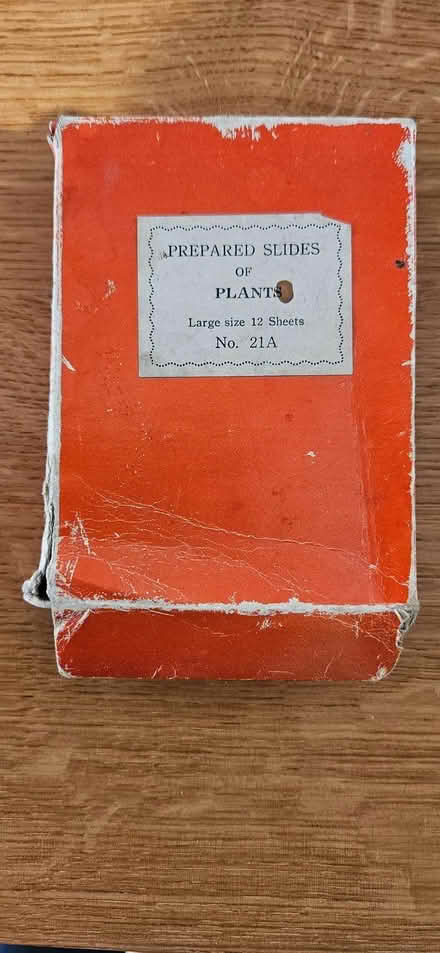 PREPARED SLIDES
OF
PLANTS
Large size 12 Sheets
No. 21A